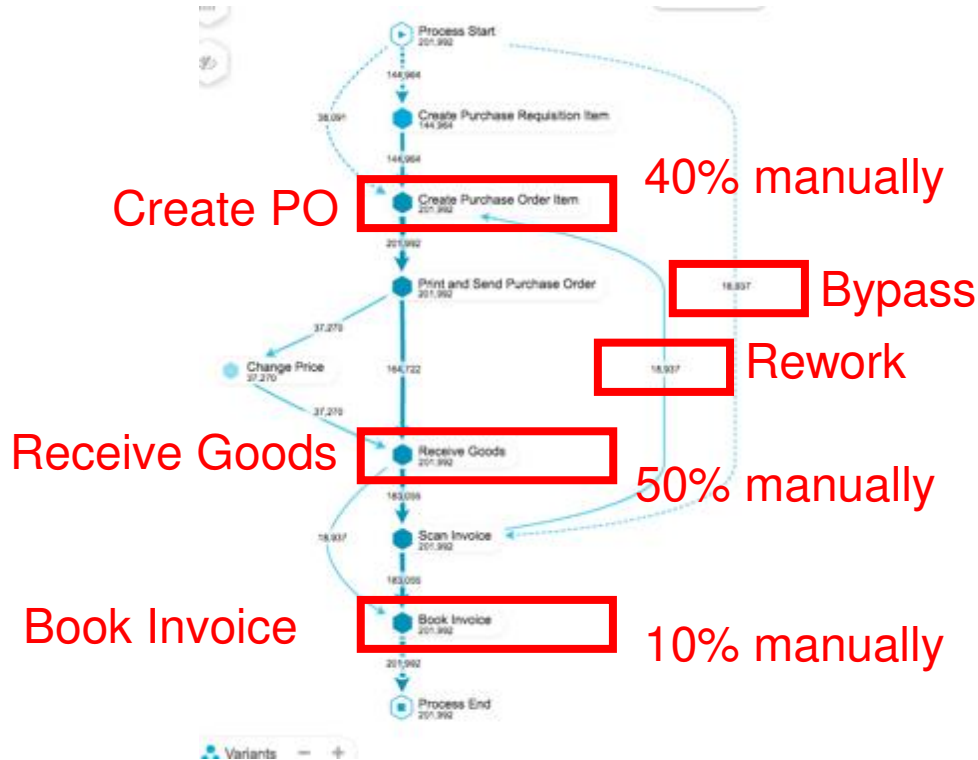 Process Start
201,992
144,964
38,091
Create Purchase Requisition Item
144,964
144,964
40% manually
Create PO
Create Purchase Order Item
201,992
201,992
Print and Send Purchase Order
201,992
18,937
Bypass
37,270
Change Price
37,270
164,722
18,937
Rework
37,270
Receive Goods
Receive Goods
201,992
50% manually
183,055
18,937
Scan Invoice
201,992
183,055
Book Invoice
Book Invoice
201,992
10% manually
201,992
Process End
201,992
Variants − +